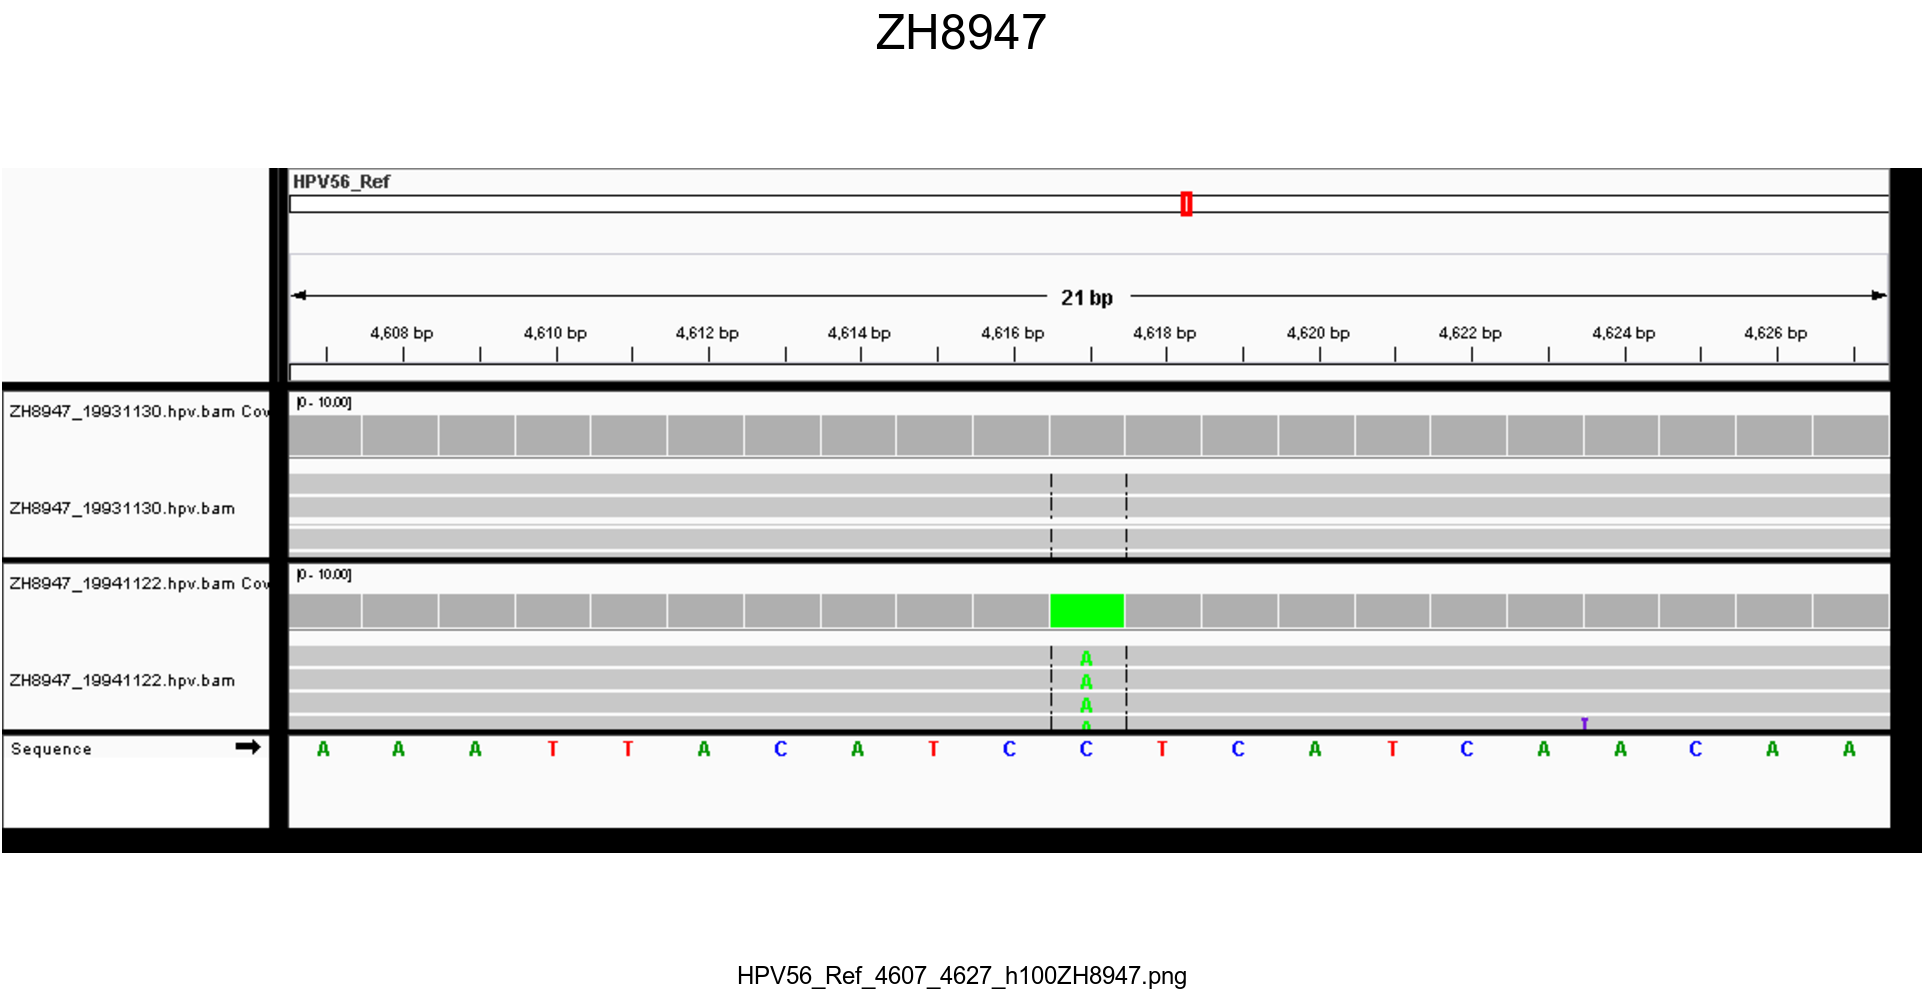 ZH8947
HPV56_Ref
21 bp
4,608 bp 4,610 bp 4,612 bp 4,614 bp 4,616 bp 4,618 bp 4,620 bp 4,622 bp 4,624 bp 4,626 bp
ZH8947_19931130.hpv.bam Cov
[0 - 10.00]
ZH8947_19931130.hpv.bam
ZH8947_19941122.hpv.bam Cov
[0 - 10.00]
A
ZH8947_19941122.hpv.bam
A
A
A
I
Sequence A A A T T A C A T C C T C A T C A A C A A
HPV56_Ref_4607_4627_h100ZH8947.png